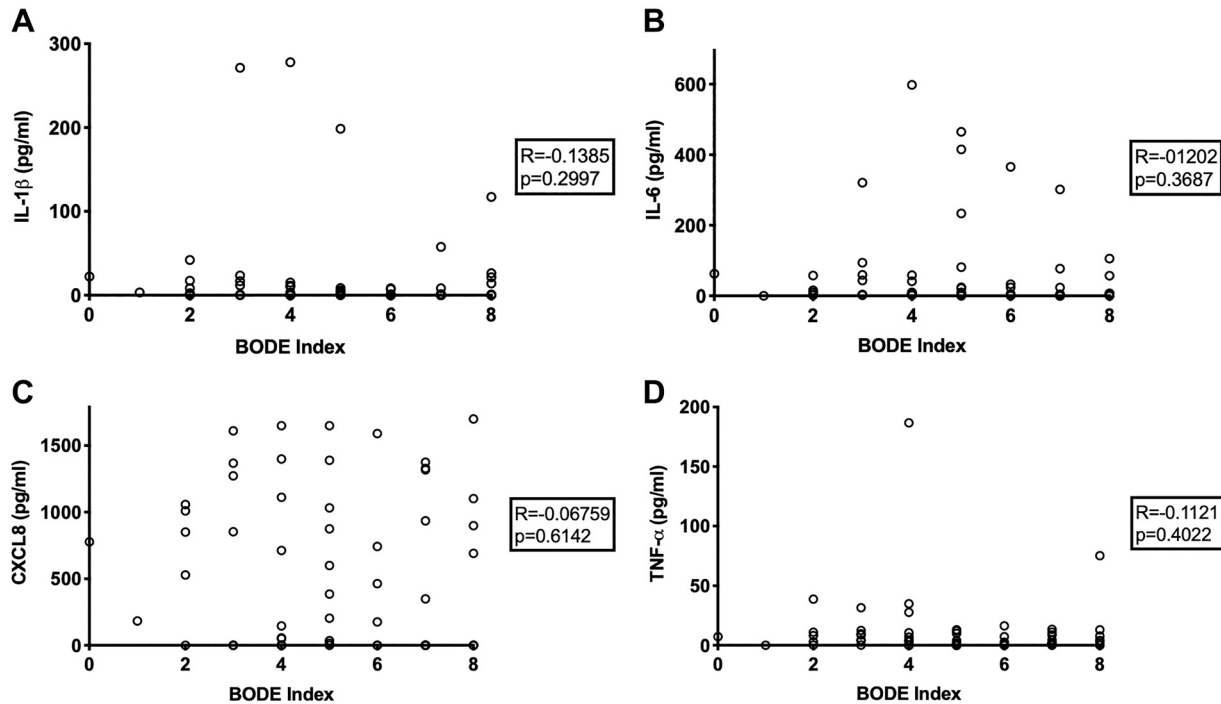 A
300
200
100
0
IL-1β (pg/ml)
0 2 4 6 8
BODE Index
R=-0.1385
p=0.2997
B
600
400
200
0
IL-6 (pg/ml)
0 2 4 6 8
BODE Index
R=-01202
p=0.3687
C
1500
1000
500
0
CXCL8 (pg/ml)
0 2 4 6 8
BODE Index
R=-0.06759
p=0.6142
D
200
150
100
50
0
TNF-α (pg/ml)
0 2 4 6 8
BODE Index
R=-0.1121
p=0.4022